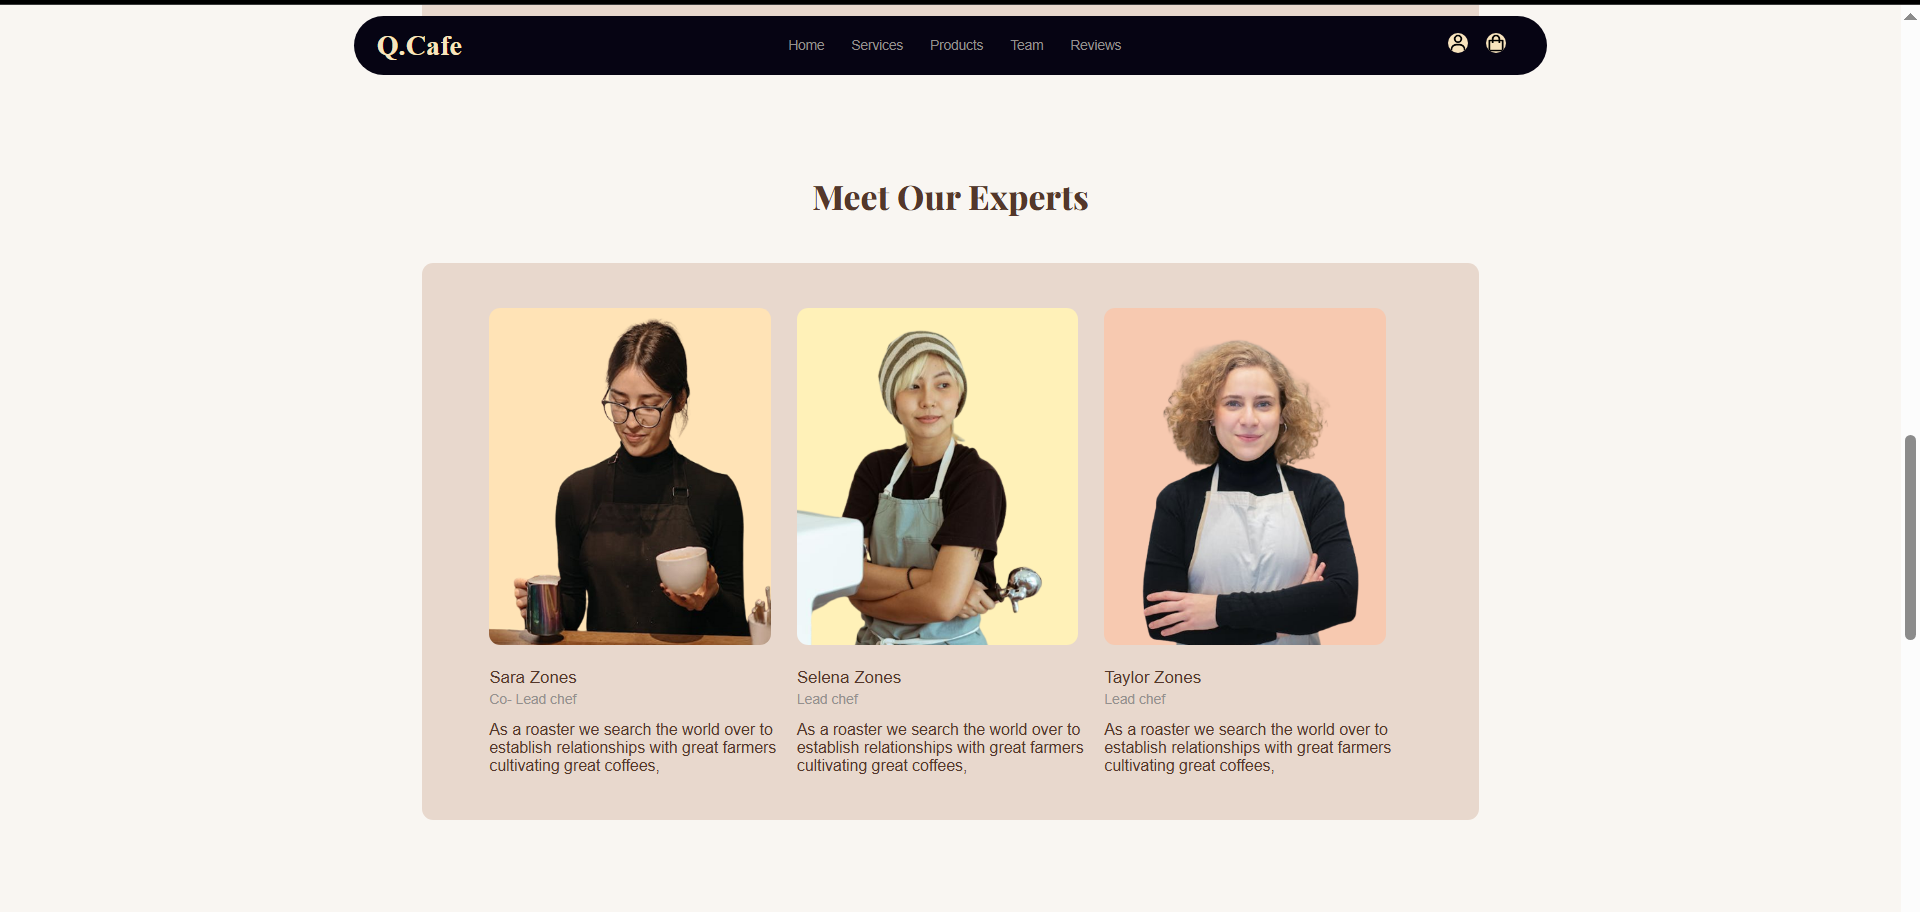 Q.Cafe
Home Services Products Team Reviews
Meet Our Experts
Sara Zones
Co- Lead chef
As a roaster we search the world over to
establish relationships with great farmers
cultivating great coffees,
Selena Zones
Lead chef
As a roaster we search the world over to
establish relationships with great farmers
cultivating great coffees,
Taylor Zones
Lead chef
As a roaster we search the world over to
establish relationships with great farmers
cultivating great coffees,